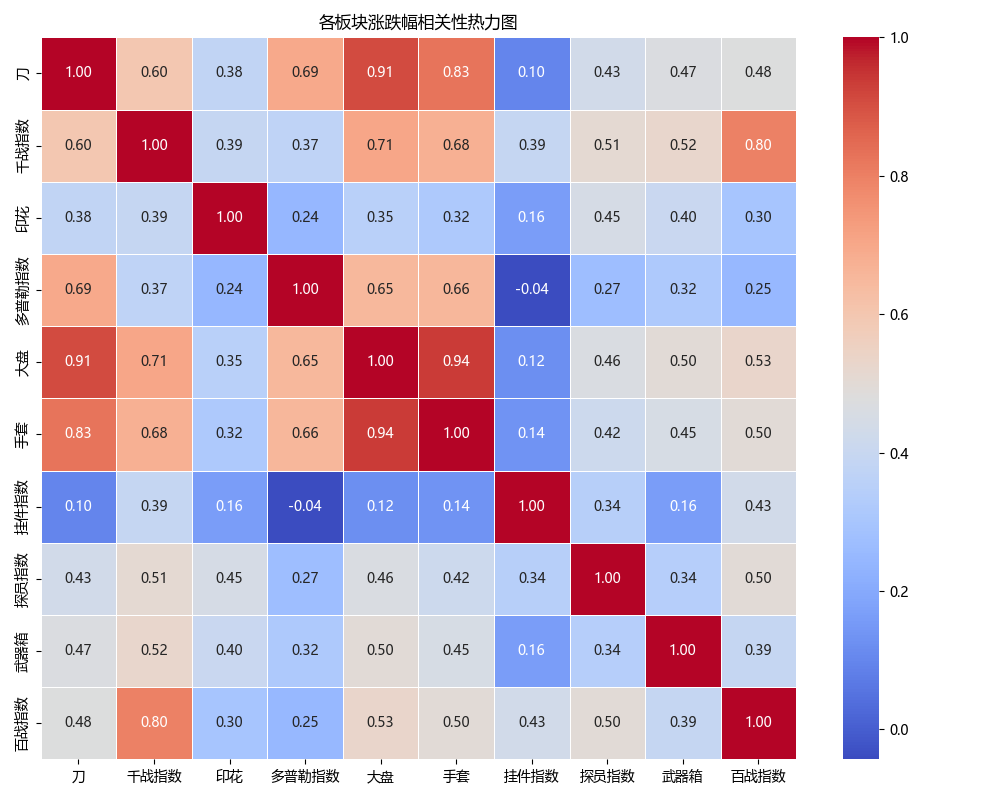 各板块涨跌幅相关性热力图
刀 1.00 0.60 0.38 0.69 0.91 0.83 0.10 0.43 0.47 0.48
千战指数 0.60 1.00 0.39 0.37 0.71 0.68 0.39 0.51 0.52 0.80
印花 0.38 0.39 1.00 0.24 0.35 0.32 0.16 0.45 0.40 0.30
多普勒指数 0.69 0.37 0.24 1.00 0.65 0.66 -0.04 0.27 0.32 0.25
大盘 0.91 0.71 0.35 0.65 1.00 0.94 0.12 0.46 0.50 0.53
手套 0.83 0.68 0.32 0.66 0.94 1.00 0.14 0.42 0.45 0.50
挂件指数 0.10 0.39 0.16 -0.04 0.12 0.14 1.00 0.34 0.16 0.43
探员指数 0.43 0.51 0.45 0.27 0.46 0.42 0.34 1.00 0.34 0.50
武器箱 0.47 0.52 0.40 0.32 0.50 0.45 0.16 0.34 1.00 0.39
百战指数 0.48 0.80 0.30 0.25 0.53 0.50 0.43 0.50 0.39 1.00
刀 千战指数 印花 多普勒指数 大盘 手套 挂件指数 探员指数 武器箱 百战指数
1.0
0.8
0.6
0.4
0.2
0.0